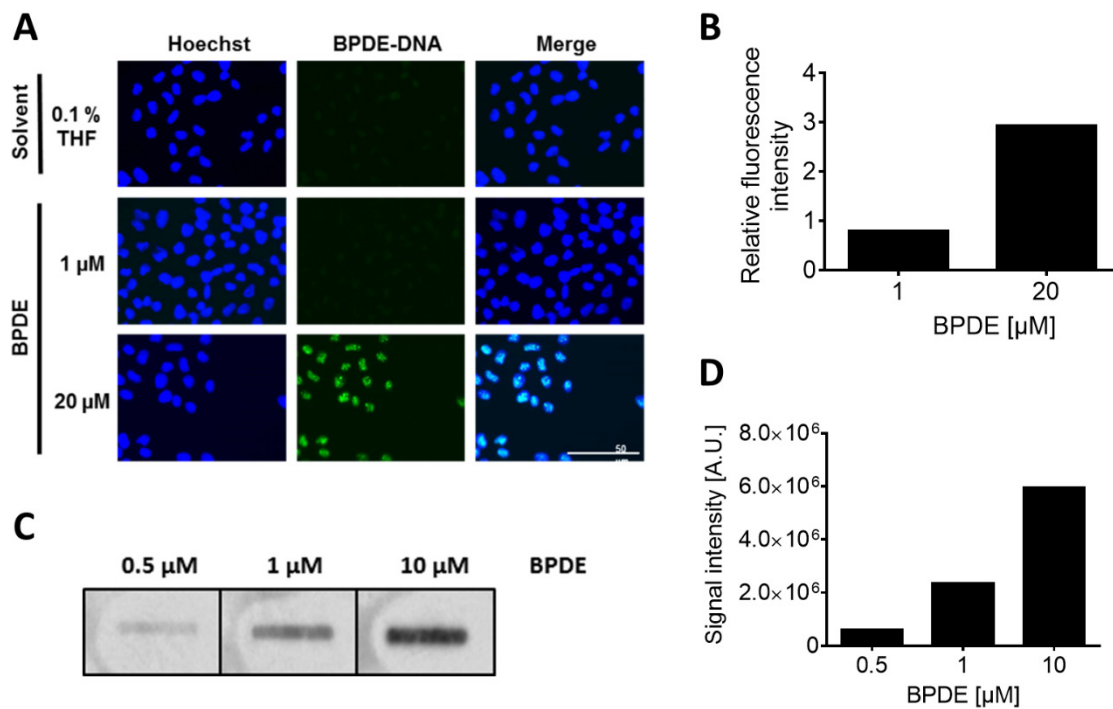 A
Hoechst BPDE-DNA Merge
Solvent
0.1 %
THF
BPDE
1 µM
20 µM
50
µm
B
Relative fluorescence
intensity
4
3
2
1
0
1 20
BPDE [µM]
C
0.5 µM 1 µM 10 µM BPDE
D
Signal intensity [A.U.]
8.0×10⁶
6.0×10⁶
4.0×10⁶
2.0×10⁶
0
0.5 1 10
BPDE [µM]